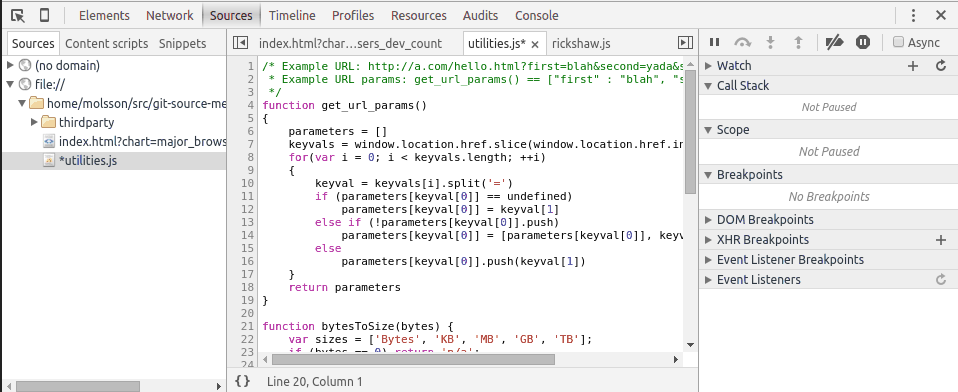 Elements Network Sources Timeline Profiles Resources Audits Console
Sources Content scripts Snippets
(no domain)
file://
home/molsson/src/git-source-me
thirdparty
index.html?chart=major_brows
*utilities.js
index.html?char...sers_dev_count utilities.js* × rickshaw.js
1 /* Example URL: http://a.com/hello.html?first=blah&second=yada&s
2 * Example URL params: get_url_params() == ["first" : "blah", "s
3 */
4 function get_url_params()
5 {
6 parameters = []
7 keyvals = window.location.href.slice(window.location.href.in
8 for(var i = 0; i < keyvals.length; ++i)
9 {
10 keyval = keyvals[i].split('=')
11 if (parameters[keyval[0]] == undefined)
12 parameters[keyval[0]] = keyval[1]
13 else if (!parameters[keyval[0]].push)
14 parameters[keyval[0]] = [parameters[keyval[0]], keyv
15 else
16 parameters[keyval[0]].push(keyval[1])
17 }
18 return parameters
19 }
20
21 function bytesToSize(bytes) {
22 var sizes = ['Bytes', 'KB', 'MB', 'GB', 'TB'];
23 if (bytes == 0) return 'n/a';
24
{} Line 20, Column 1
Async
Watch
Call Stack
Not Paused
Scope
Not Paused
Breakpoints
No Breakpoints
DOM Breakpoints
XHR Breakpoints
Event Listener Breakpoints
Event Listeners